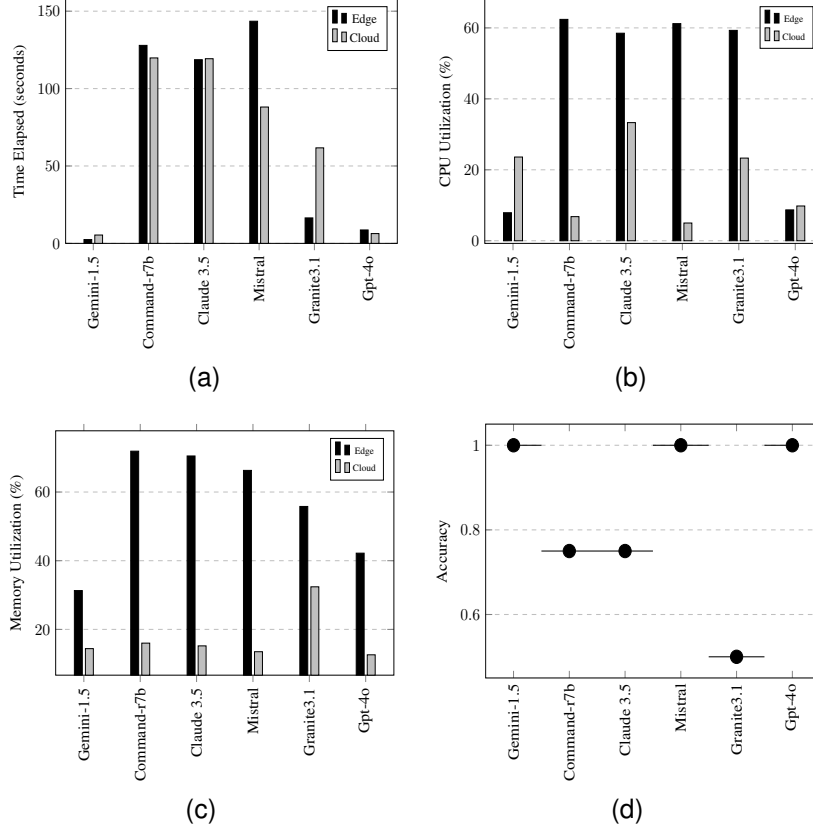 150
100
50
0
Time Elapsed (seconds)
Edge
Cloud
Gemini-1.5
Command-r7b
Claude 3.5
Mistral
Granite3.1
Gpt-4o
(a)
60
40
20
0
CPU Utilization (%)
Edge
Cloud
Gemini-1.5
Command-r7b
Claude 3.5
Mistral
Granite3.1
Gpt-4o
(b)
60
40
20
Memory Utilization (%)
Edge
Cloud
Gemini-1.5
Command-r7b
Claude 3.5
Mistral
Granite3.1
Gpt-4o
(c)
1
0.8
0.6
Accuracy
Gemini-1.5
Command-r7b
Claude 3.5
Mistral
Granite3.1
Gpt-4o
(d)